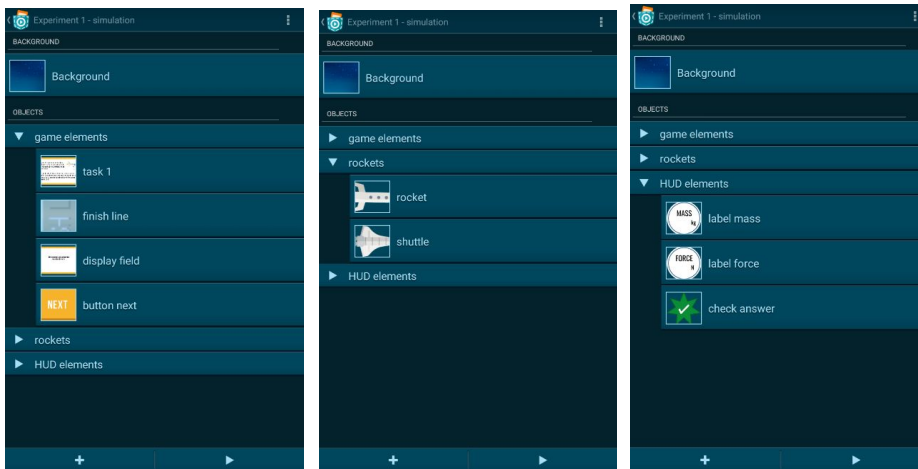 Experiment 1 - simulation
BACKGROUND
Background
OBJECTS
game elements
task 1
finish line
display field
NEXT
button next
rockets
HUD elements
Experiment 1 - simulation
BACKGROUND
Background
OBJECTS
game elements
rockets
rocket
shuttle
HUD elements
Experiment 1 - simulation
BACKGROUND
Background
OBJECTS
game elements
rockets
HUD elements
MASS
kg
label mass
FORCE
N
label force
check answer